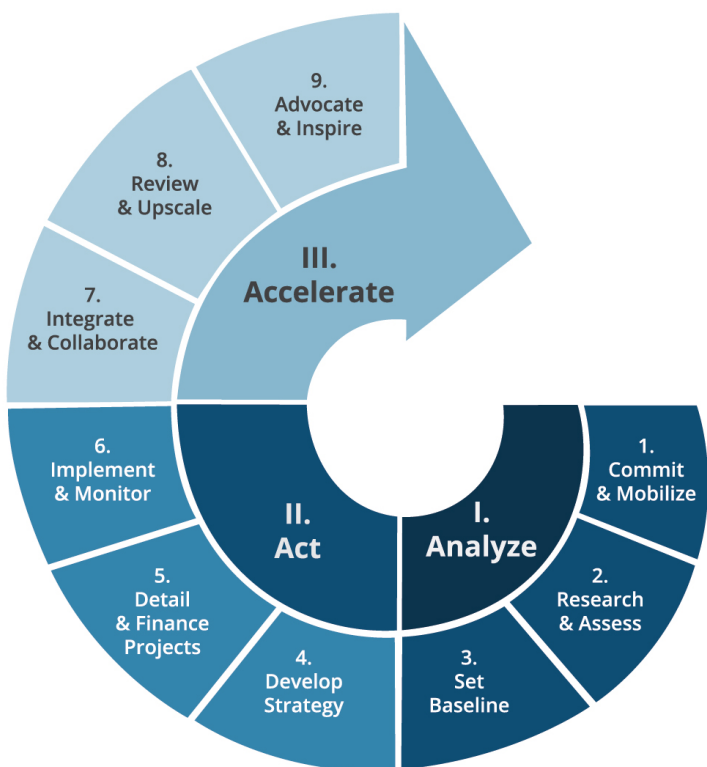 I.
Analyze
1.
Commit
& Mobilize
2.
Research
& Assess
3.
Set
Baseline
II.
Act
4.
Develop
Strategy
5.
Detail
& Finance
Projects
6.
Implement
& Monitor
III.
Accelerate
7.
Integrate
& Collaborate
8.
Review
& Upscale
9.
Advocate
& Inspire